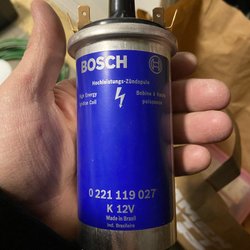 BOSCH
Hochleistungs-Zündspule
High Energy Bobine à haute
Ignition Coil puissance
0 221 119 027
K 12V
Made in Brasil
Ind. Brasileira